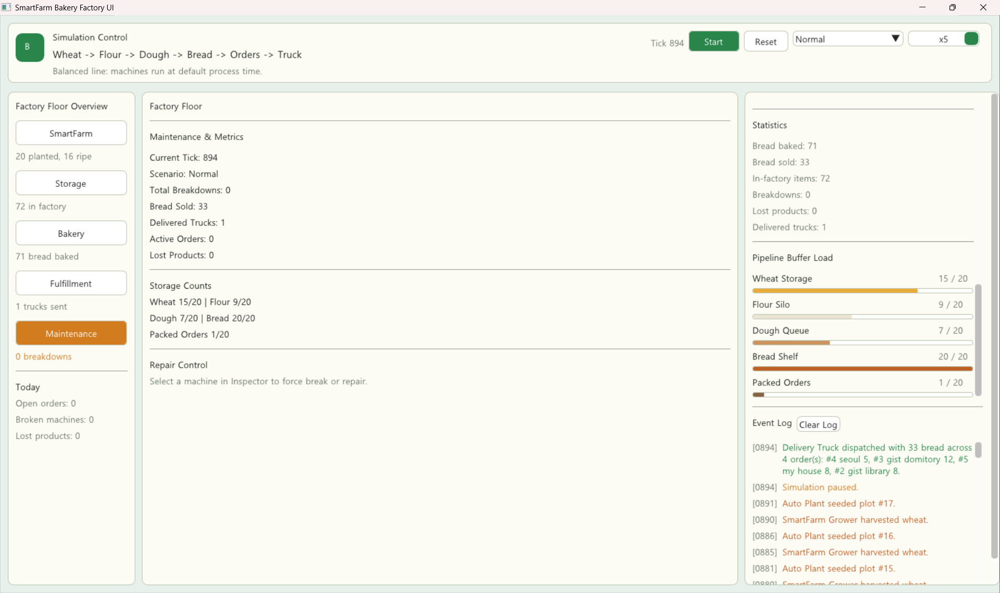 SmartFarm Bakery Factory UI
B
Simulation Control
Wheat -> Flour -> Dough -> Bread -> Orders -> Truck
Balanced line: machines run at default process time.
Tick 894
Start
Reset
Normal
x5
Factory Floor Overview
SmartFarm
20 planted, 16 ripe
Storage
72 in factory
Bakery
71 bread baked
Fulfillment
1 trucks sent
Maintenance
0 breakdowns
Today
Open orders: 0
Broken machines: 0
Lost products: 0
Factory Floor
Maintenance & Metrics
Current Tick: 894
Scenario: Normal
Total Breakdowns: 0
Bread Sold: 33
Delivered Trucks: 1
Active Orders: 0
Lost Products: 0
Storage Counts
Wheat 15/20 | Flour 9/20
Dough 7/20 | Bread 20/20
Packed Orders 1/20
Repair Control
Select a machine in Inspector to force break or repair.
Statistics
Bread baked: 71
Bread sold: 33
In-factory items: 72
Breakdowns: 0
Lost products: 0
Delivered trucks: 1
Pipeline Buffer Load
Wheat Storage 15 / 20
Flour Silo 9 / 20
Dough Queue 7 / 20
Bread Shelf 20 / 20
Packed Orders 1 / 20
Event Log Clear Log
[0894] Delivery Truck dispatched with 33 bread across
4 order(s): #4 seoul 5, #3 gist domitory 12, #5
my house 8, #2 gist library 8.
[0894] Simulation paused.
[0891] Auto Plant seeded plot #17.
[0890] SmartFarm Grower harvested wheat.
[0886] Auto Plant seeded plot #16.
[0885] SmartFarm Grower harvested wheat.
[0881] Auto Plant seeded plot #15.
[0880] SmartFarm Grower harvested wheat.